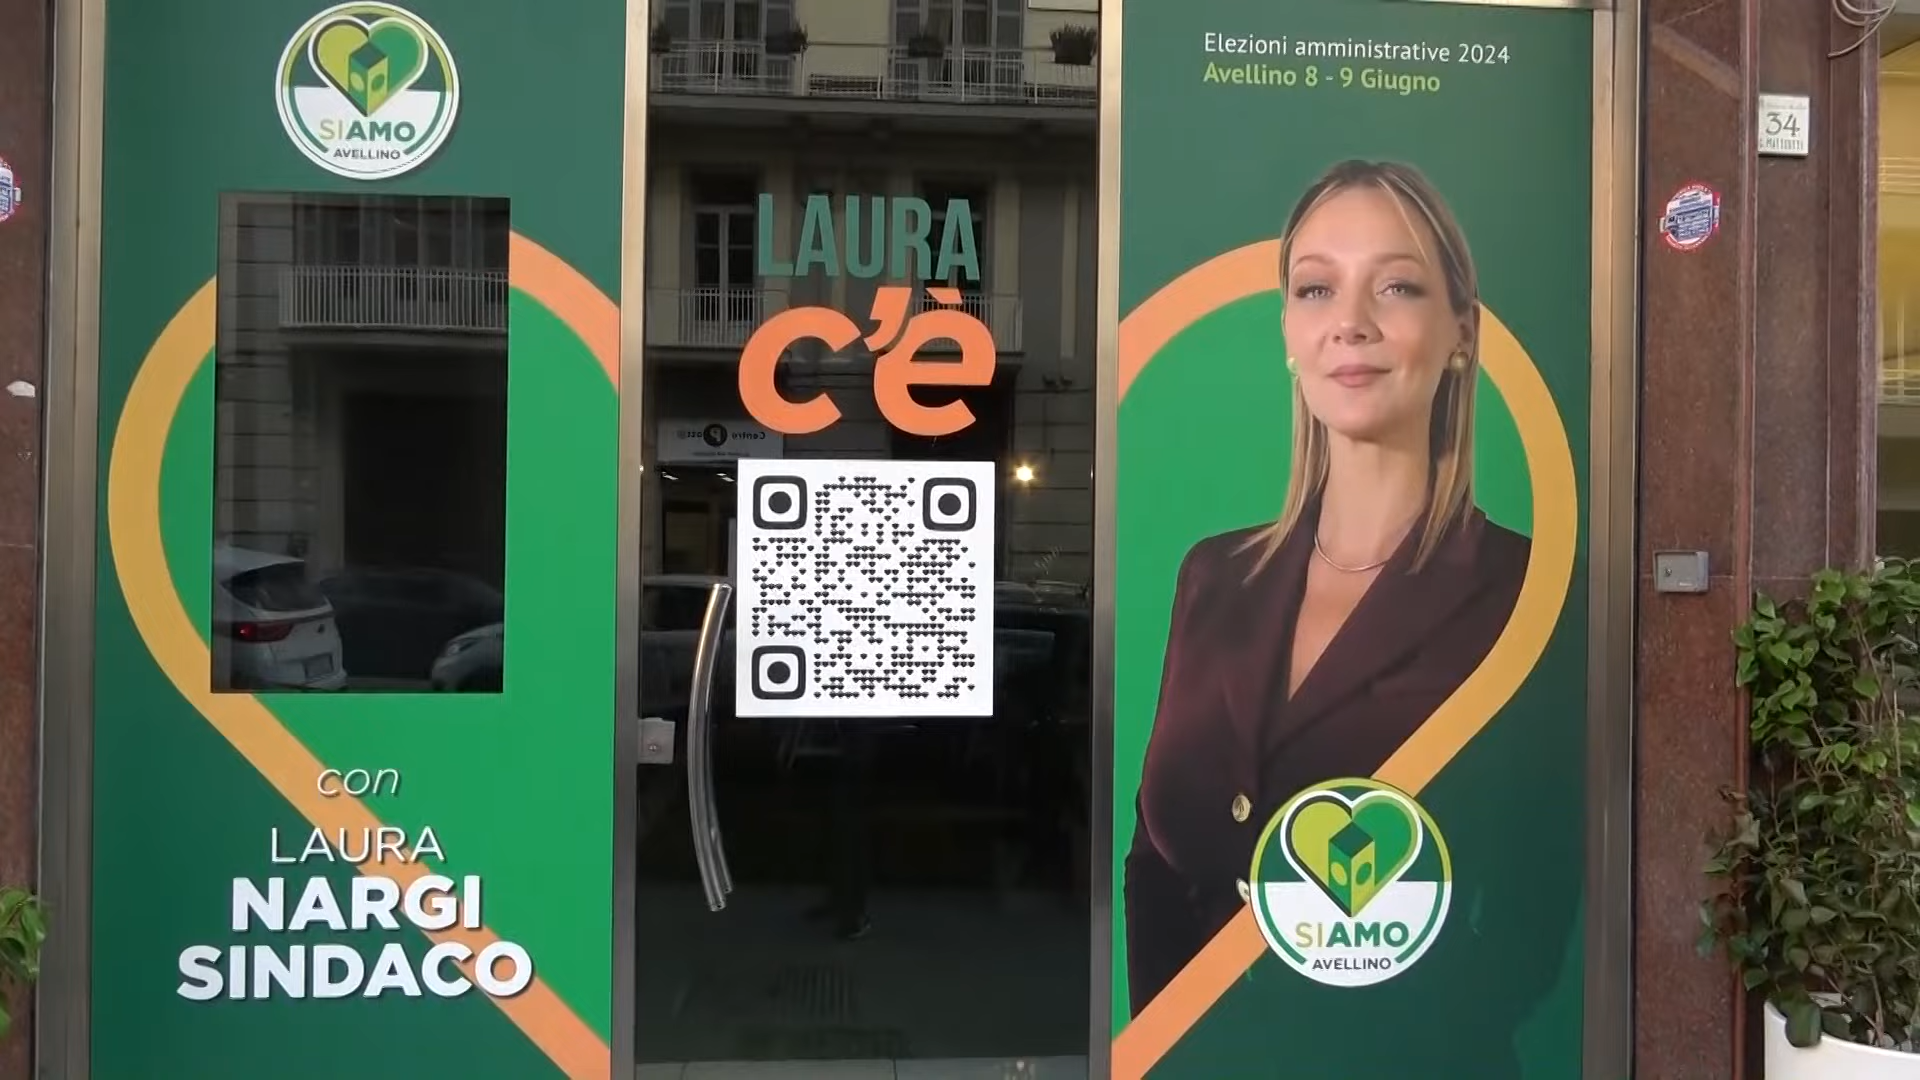 SIAMO
AVELLINO
con
LAURA
NARGI
SINDACO
LAURA
c'è
Elezioni amministrative 2024
Avellino 8 - 9 Giugno
SIAMO
AVELLINO
34